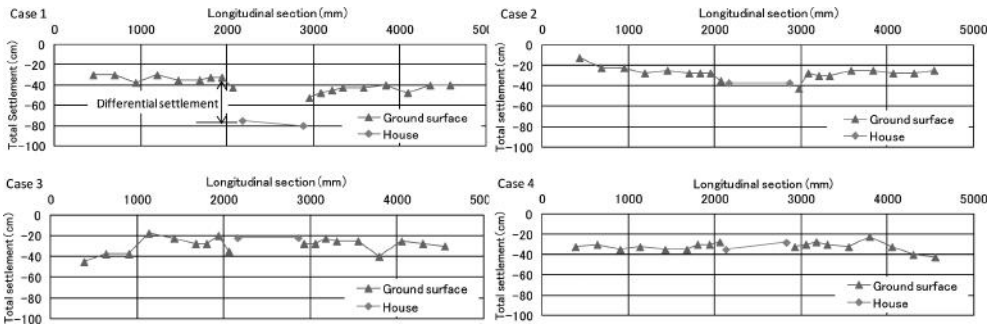 Case 1
Longitudinal section(mm)
0 1000 2000 3000 4000 500
Total Settlement(cm)
0
−20
−40
−60
−80
−100
Differential settlement
Ground surface
House
Case 2
Longitudinal section(mm)
0 1000 2000 3000 4000 5000
Total Settlement(cm)
0
−20
−40
−60
−80
−100
Ground surface
House
Case 3
Longitudinal section(mm)
0 1000 2000 3000 4000 500
Total settlement(cm)
0
−20
−40
−60
−80
−100
Ground surface
House
Case 4
Longitudinal section(mm)
0 1000 2000 3000 4000 5000
Total settlement(cm)
0
−20
−40
−60
−80
−100
Ground surface
House